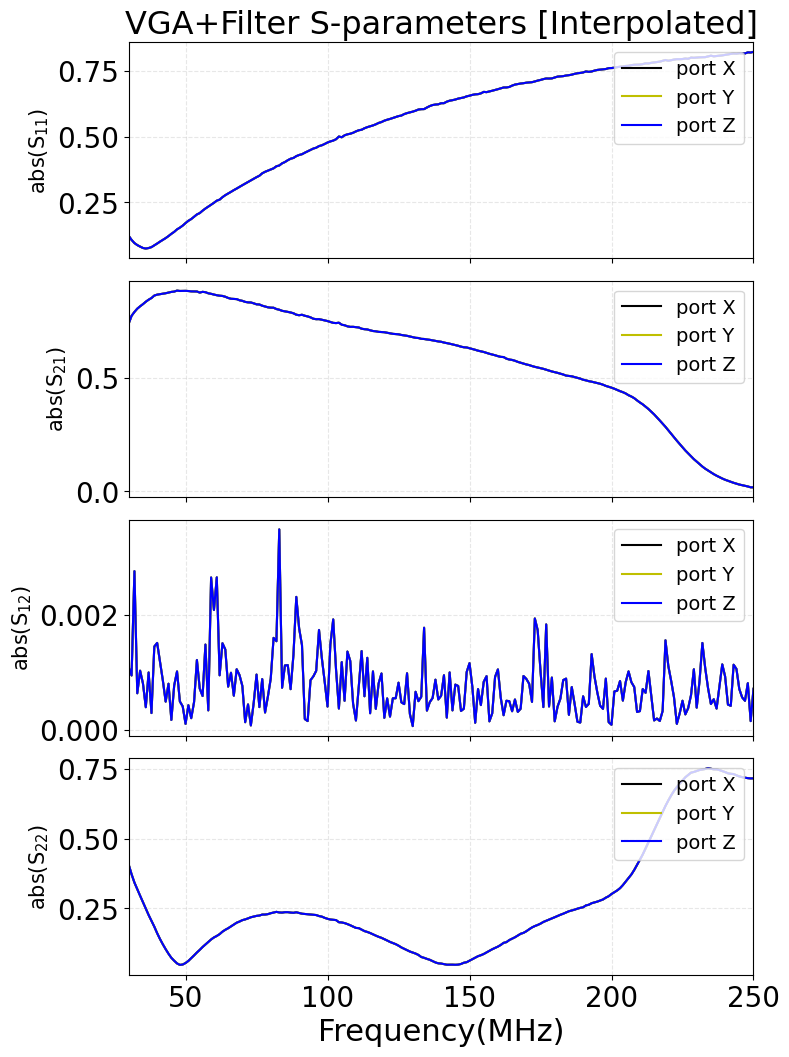 VGA+Filter S-parameters [Interpolated]
abs(S11)
0.75
0.50
0.25
port X
port Y
port Z
abs(S21)
0.5
0.0
port X
port Y
port Z
abs(S12)
0.002
0.000
port X
port Y
port Z
abs(S22)
0.75
0.50
0.25
port X
port Y
port Z
50 100 150 200 250
Frequency(MHz)